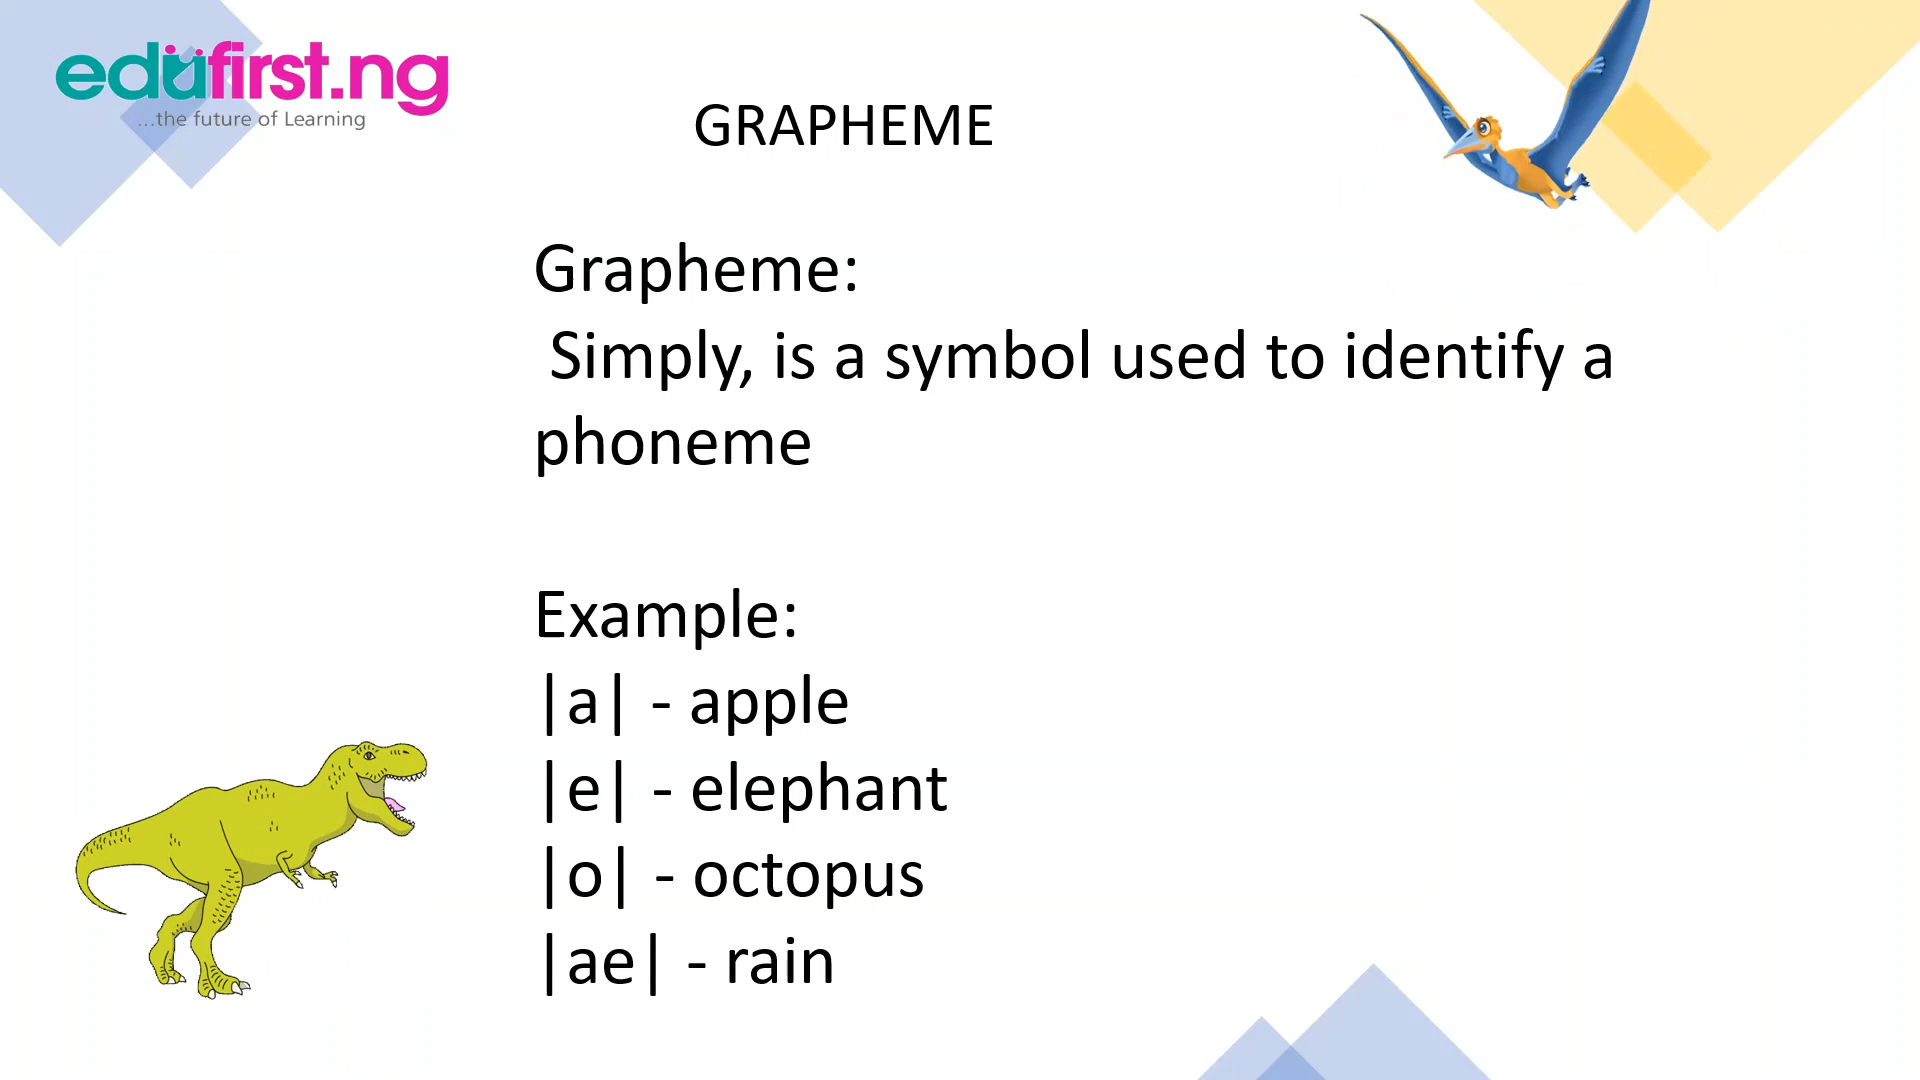 edufirst.ng
...the future of Learning
GRAPHEME
Grapheme:
Simply, is a symbol used to identify a
phoneme
Example:
|a| - apple
|e| - elephant
|o| - octopus
|ae| - rain